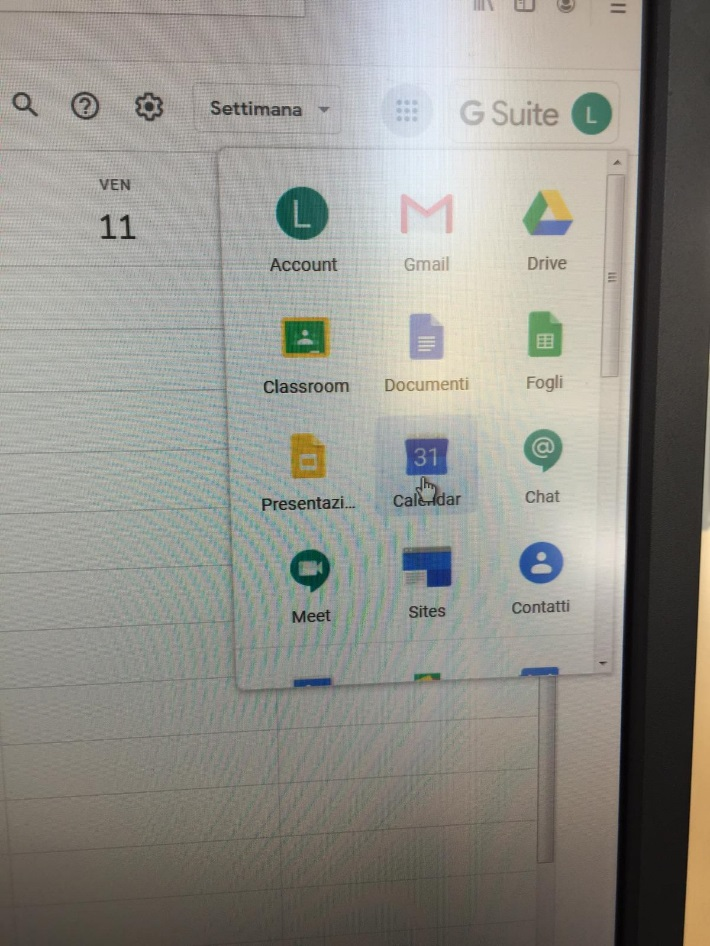 Settimana
G Suite
L
VEN
11
L
Account
Gmail
Drive
Classroom
Documenti
Fogli
Presentazi...
31
Calendar
@
Chat
Meet
Sites
Contatti